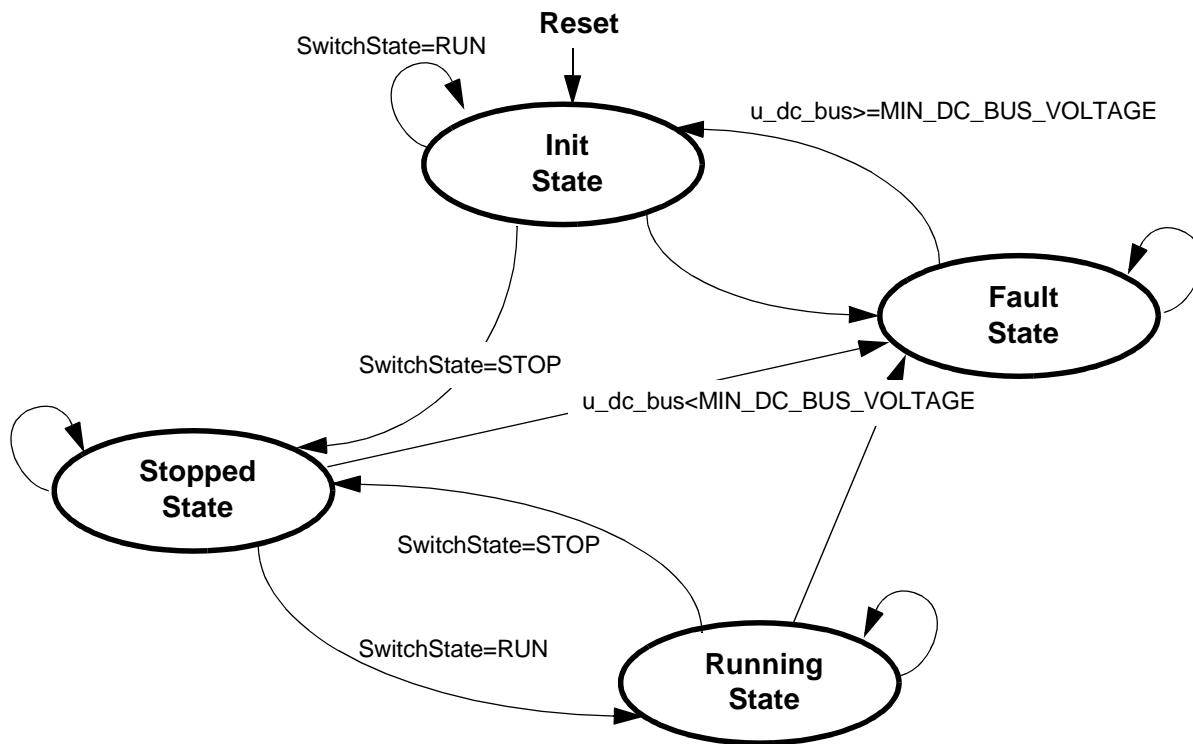 Reset
SwitchState=RUN
u_dc_bus>=MIN_DC_BUS_VOLTAGE
Init
State
Fault
State
SwitchState=STOP
u_dc_bus<MIN_DC_BUS_VOLTAGE
Stopped
State
SwitchState=STOP
SwitchState=RUN
Running
State